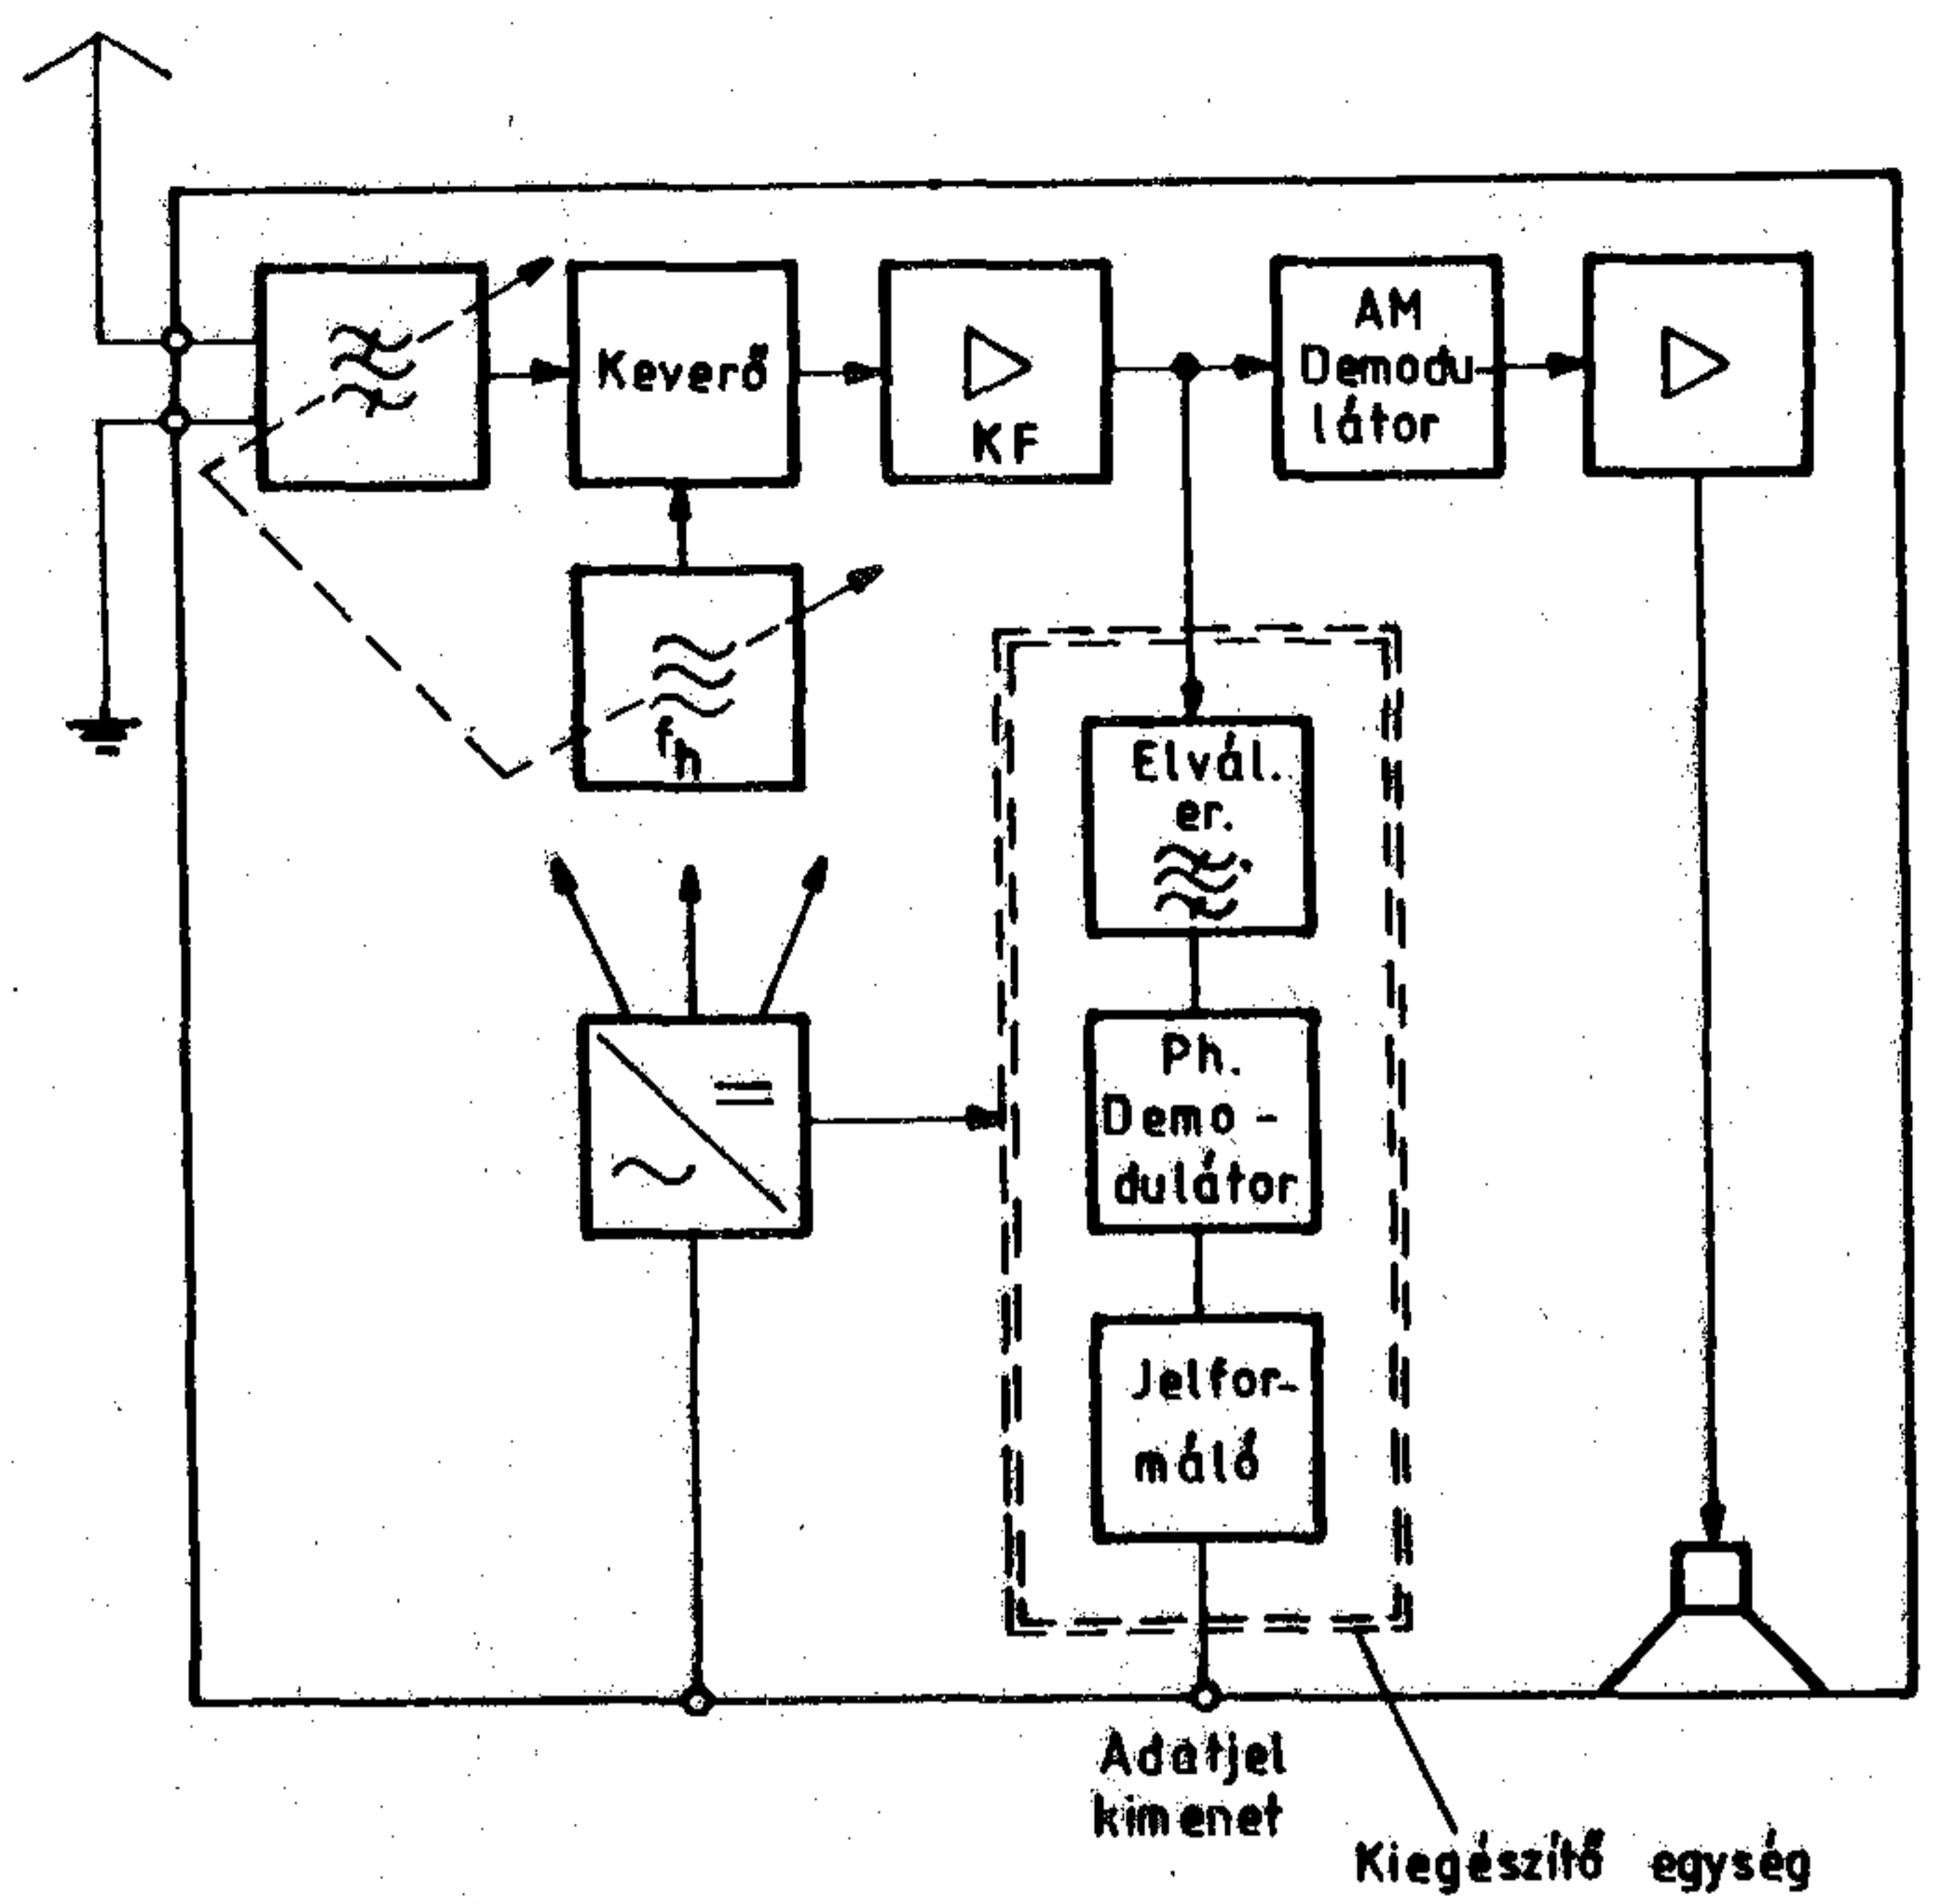 Keverő
KF
AM
Demodu-
látor
fh
Elvál.
er.
Ph.
Demo-
dulátor
Jelfor-
máló
Adatjel
kimenet
Kiegészítő egység